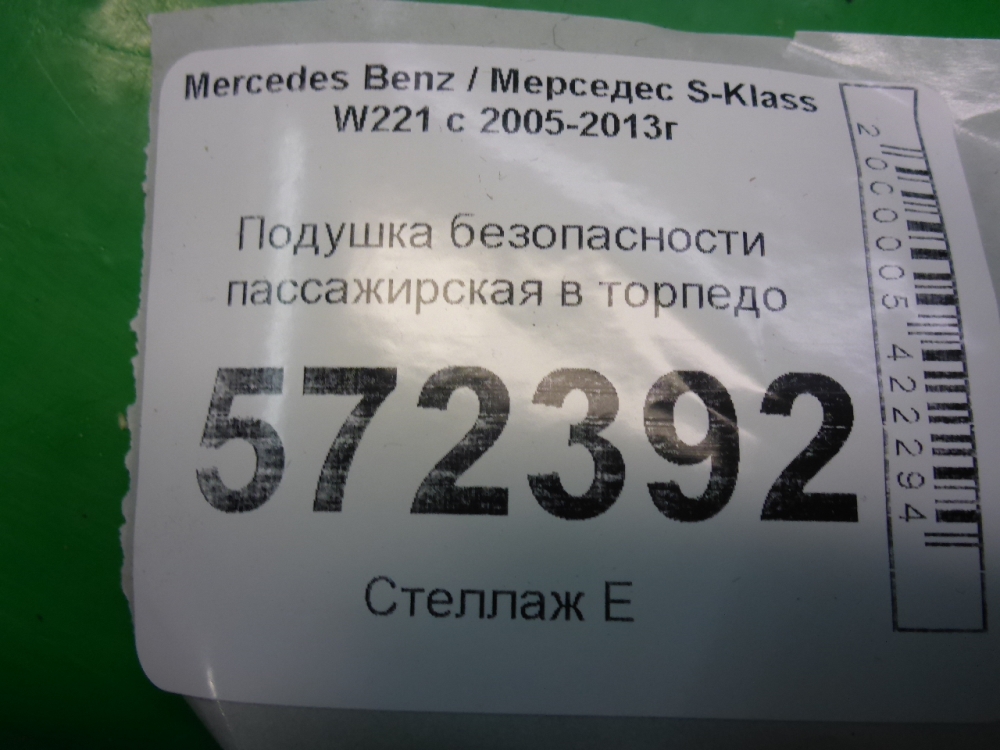 Mercedes Benz / Мерседес S-Klass
W221 с 2005-2013г
Подушка безопасности
пассажирская в торпедо
572392
Стеллаж Е
2000005422294